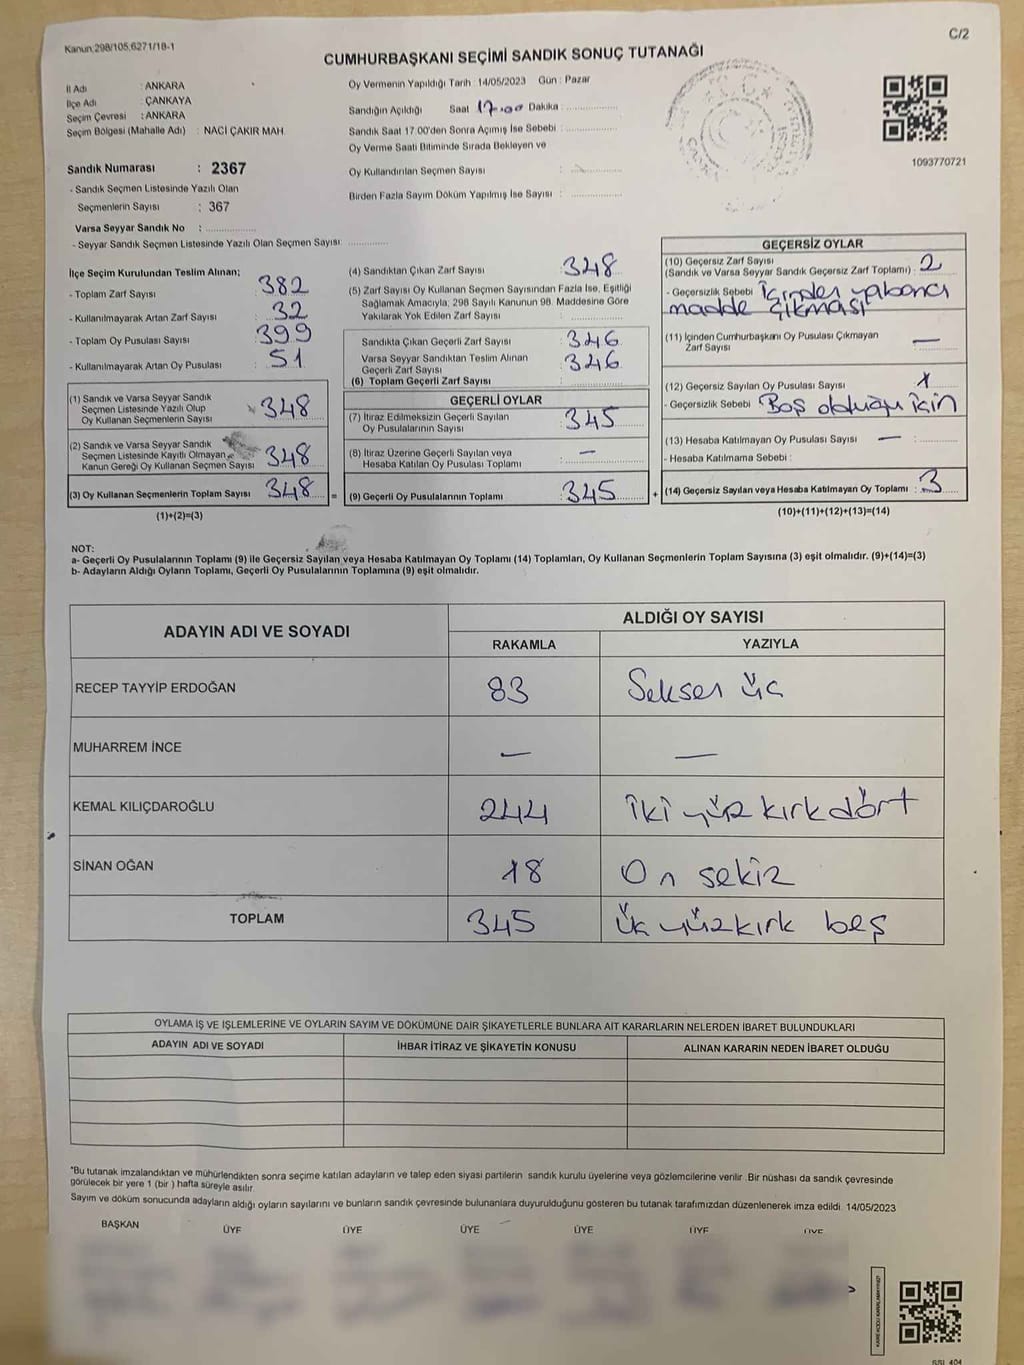 Kanun;298/105,6271/18-1
C/2
CUMHURBAŞKANI SEÇİMİ SANDIK SONUÇ TUTANAĞI
İl Adı : ANKARA
İlçe Adı : ÇANKAYA
Seçim Çevresi : ANKARA
Seçim Bölgesi (Mahalle Adı) : NACİ ÇAKIR MAH.
Sandık Numarası : 2367
- Sandık Seçmen Listesinde Yazılı Olan
Seçmenlerin Sayısı : 367
Varsa Seyyar Sandık No :
- Seyyar Sandık Seçmen Listesinde Yazılı Olan Seçmen Sayısı:
Oy Vermenin Yapıldığı Tarih : 14/05/2023 Gün : Pazar
Sandığın Açıldığı Saat 17.00 Dakika :
Sandık Saat 17.00'den Sonra Açımış İse Sebebi :
Oy Verme Saati Bitiminde Sırada Bekleyen ve
Oy Kullandırılan Seçmen Sayısı :
Birden Fazla Sayım Döküm Yapılmış İse Sayısı :
1093770721
İlçe Seçim Kurulundan Teslim Alınan;
- Toplam Zarf Sayısı : 382
- Kullanılmayarak Artan Zarf Sayısı : 32
- Toplam Oy Pusulası Sayısı : 399
- Kullanılmayarak Artan Oy Pusulası : 51
(1) Sandık ve Varsa Seyyar Sandık
Seçmen Listesinde Yazılı Olup
Oy Kullanan Seçmenlerin Sayısı : 348
(2) Sandık ve Varsa Seyyar Sandık
Seçmen Listesinde Kayıtlı Olmayan
Kanun Gereği Oy Kullanan Seçmen Sayısı : 348
(3) Oy Kullanan Seçmenlerin Toplam Sayısı : 348 =
(1)+(2)=(3)
(4) Sandıktan Çıkan Zarf Sayısı : 348
(5) Zarf Sayısı Oy Kullanan Seçmen Sayısından Fazla İse, Eşitliği
Sağlamak Amacıyla; 298 Sayılı Kanunun 98. Maddesine Göre
Yakılarak Yok Edilen Zarf Sayısı :
Sandıkta Çıkan Geçerli Zarf Sayısı : 346
Varsa Seyyar Sandıktan Teslim Alınan
Geçerli Zarf Sayısı : 346
(6) Toplam Geçerli Zarf Sayısı :
GEÇERLİ OYLAR
(7) İtiraz Edilmeksizin Geçerli Sayılan
Oy Pusulalarının Sayısı : 345
(8) İtiraz Üzerine Geçerli Sayılan veya
Hesaba Katılan Oy Pusulası Toplamı : —
(9) Geçerli Oy Pusulalarının Toplamı : 345 +
GEÇERSİZ OYLAR
(10) Geçersiz Zarf Sayısı
(Sandık ve Varsa Seyyar Sandık Geçersiz Zarf Toplamı) : 2
- Geçersizlik Sebebi : İçinden yabancı
madde çıkması
(11) İçinden Cumhurbaşkanı Oy Pusulası Çıkmayan
Zarf Sayısı : —
(12) Geçersiz Sayılan Oy Pusulası Sayısı : 1
- Geçersizlik Sebebi : Boş olduğu için
(13) Hesaba Katılmayan Oy Pusulası Sayısı — :
- Hesaba Katılmama Sebebi :
(14) Geçersiz Sayılan veya Hesaba Katılmayan Oy Toplamı : 3
(10)+(11)+(12)+(13)=(14)
NOT:
a- Geçerli Oy Pusulalarının Toplamı (9) ile Geçersiz Sayılan veya Hesaba Katılmayan Oy Toplamı (14) Toplamları, Oy Kullanan Seçmenlerin Toplam Sayısına (3) eşit olmalıdır. (9)+(14)=(3)
b- Adayların Aldığı Oyların Toplamı, Geçerli Oy Pusulalarının Toplamına (9) eşit olmalıdır.
ADAYIN ADI VE SOYADI
ALDIĞI OY SAYISI
RAKAMLA YAZIYLA
RECEP TAYYİP ERDOĞAN 83 Seksen üç
MUHARREM İNCE — —
KEMAL KILIÇDAROĞLU 244 iki yüz kırk dört
SİNAN OĞAN 18 On sekiz
TOPLAM 345 üç yüz kırk beş
OYLAMA İŞ VE İŞLEMLERİNE VE OYLARIN SAYIM VE DÖKÜMÜNE DAİR ŞİKAYETLERLE BUNLARA AİT KARARLARIN NELERDEN İBARET BULUNDUKLARI
ADAYIN ADI VE SOYADI İHBAR İTİRAZ VE ŞİKAYETİN KONUSU ALINAN KARARIN NEDEN İBARET OLDUĞU
*Bu tutanak imzalandıktan ve mühürlendikten sonra seçime katılan adayların ve talep eden siyasi partilerin sandık kurulu üyelerine veya gözlemcilerine verilir .Bir nüshası da sandık çevresinde
görülecek bir yere 1 (bir ) hafta süreyle asılır.
Sayım ve döküm sonucunda adayların aldığı oyların sayılarını ve bunların sandık çevresinde bulunanlara duyurulduğunu gösteren bu tutanak tarafımızdan düzenlenerek imza edildi. 14/05/2023
BAŞKAN ÜYE ÜYE ÜYE ÜYE ÜYE ÜYE
KARE KODU KARALAMAYINIZ!